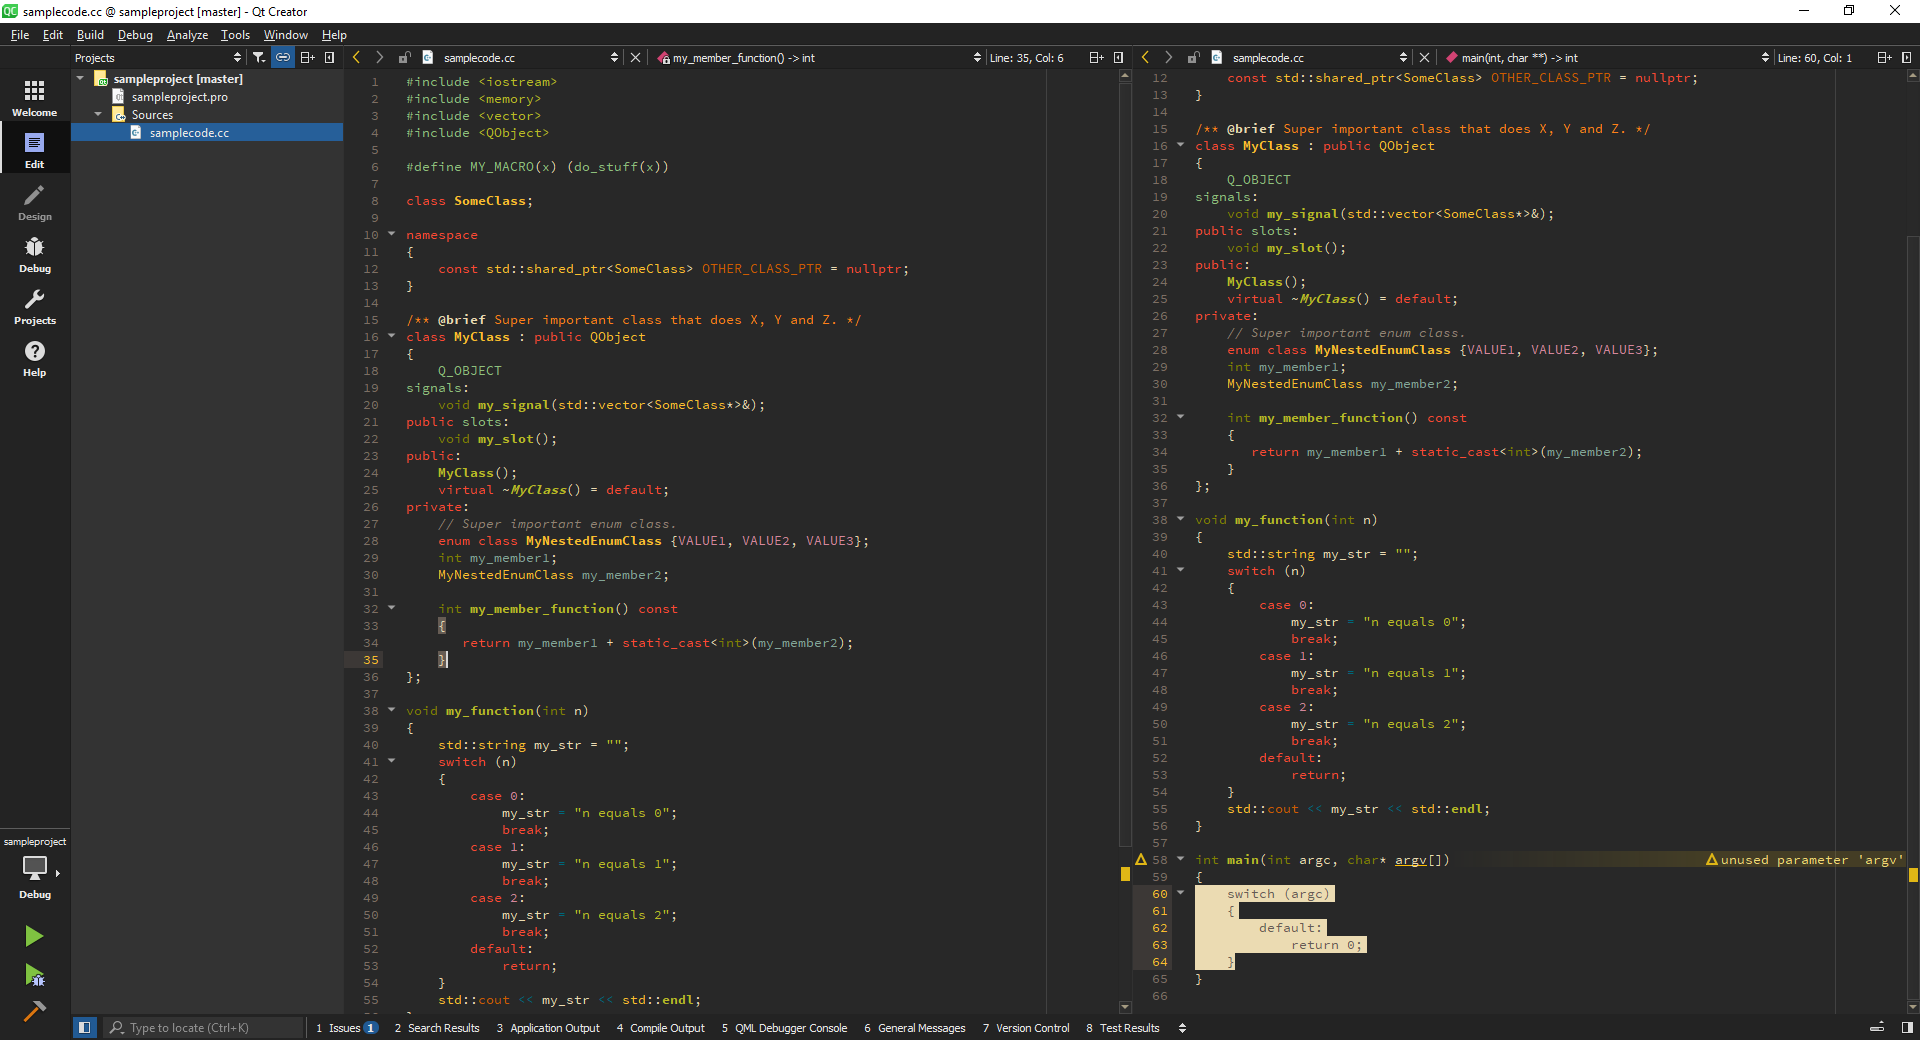 samplecode.cc @ sampleproject [master] - Qt Creator
File Edit Build Debug Analyze Tools Window Help
Projects
samplecode.cc
my_member_function() -> int
Line: 35, Col: 6
samplecode.cc
main(int, char **) -> int
Line: 60, Col: 1
Welcome
Edit
Design
Debug
Projects
Help
sampleproject
Debug
sampleproject [master]
sampleproject.pro
Sources
samplecode.cc
1 #include <iostream>
2 #include <memory>
3 #include <vector>
4 #include <QObject>
5
6 #define MY_MACRO(x) (do_stuff(x))
7
8 class SomeClass;
9
10 namespace
11 {
12 const std::shared_ptr<SomeClass> OTHER_CLASS_PTR = nullptr;
13 }
14
15 /** @brief Super important class that does X, Y and Z. */
16 class MyClass : public QObject
17 {
18 Q_OBJECT
19 signals:
20 void my_signal(std::vector<SomeClass*>&);
21 public slots:
22 void my_slot();
23 public:
24 MyClass();
25 virtual ~MyClass() = default;
26 private:
27 // Super important enum class.
28 enum class MyNestedEnumClass {VALUE1, VALUE2, VALUE3};
29 int my_member1;
30 MyNestedEnumClass my_member2;
31
32 int my_member_function() const
33 {
34 return my_member1 + static_cast<int>(my_member2);
35 }
36 };
37
38 void my_function(int n)
39 {
40 std::string my_str = "";
41 switch (n)
42 {
43 case 0:
44 my_str = "n equals 0";
45 break;
46 case 1:
47 my_str = "n equals 1";
48 break;
49 case 2:
50 my_str = "n equals 2";
51 break;
52 default:
53 return;
54 }
55 std::cout << my_str << std::endl;
12 const std::shared_ptr<SomeClass> OTHER_CLASS_PTR = nullptr;
13 }
14
15 /** @brief Super important class that does X, Y and Z. */
16 class MyClass : public QObject
17 {
18 Q_OBJECT
19 signals:
20 void my_signal(std::vector<SomeClass*>&);
21 public slots:
22 void my_slot();
23 public:
24 MyClass();
25 virtual ~MyClass() = default;
26 private:
27 // Super important enum class.
28 enum class MyNestedEnumClass {VALUE1, VALUE2, VALUE3};
29 int my_member1;
30 MyNestedEnumClass my_member2;
31
32 int my_member_function() const
33 {
34 return my_member1 + static_cast<int>(my_member2);
35 }
36 };
37
38 void my_function(int n)
39 {
40 std::string my_str = "";
41 switch (n)
42 {
43 case 0:
44 my_str = "n equals 0";
45 break;
46 case 1:
47 my_str = "n equals 1";
48 break;
49 case 2:
50 my_str = "n equals 2";
51 break;
52 default:
53 return;
54 }
55 std::cout << my_str << std::endl;
56 }
57
58 int main(int argc, char* argv[]) unused parameter 'argv'
59 {
60 switch (argc)
61 {
62 default:
63 return 0;
64 }
65 }
66
Type to locate (Ctrl+K)
1 Issues 1 2 Search Results 3 Application Output 4 Compile Output 5 QML Debugger Console 6 General Messages 7 Version Control 8 Test Results